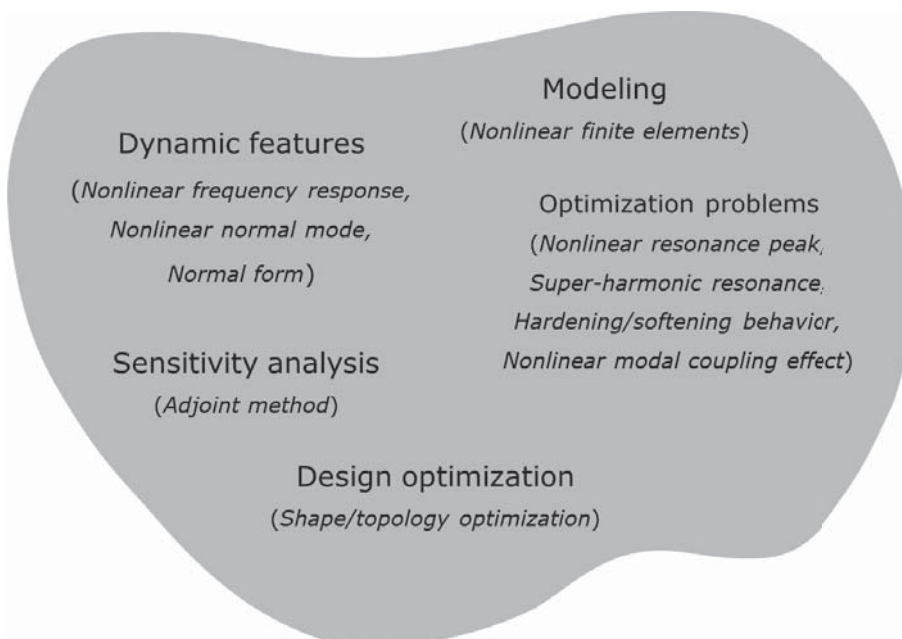 Modeling
(Nonlinear finite elements)
Dynamic features
(Nonlinear frequency response,
Nonlinear normal mode,
Normal form)
Optimization problems
(Nonlinear resonance peak,
Super-harmonic resonance,
Hardening/softening behavior,
Nonlinear modal coupling effect)
Sensitivity analysis
(Adjoint method)
Design optimization
(Shape/topology optimization)